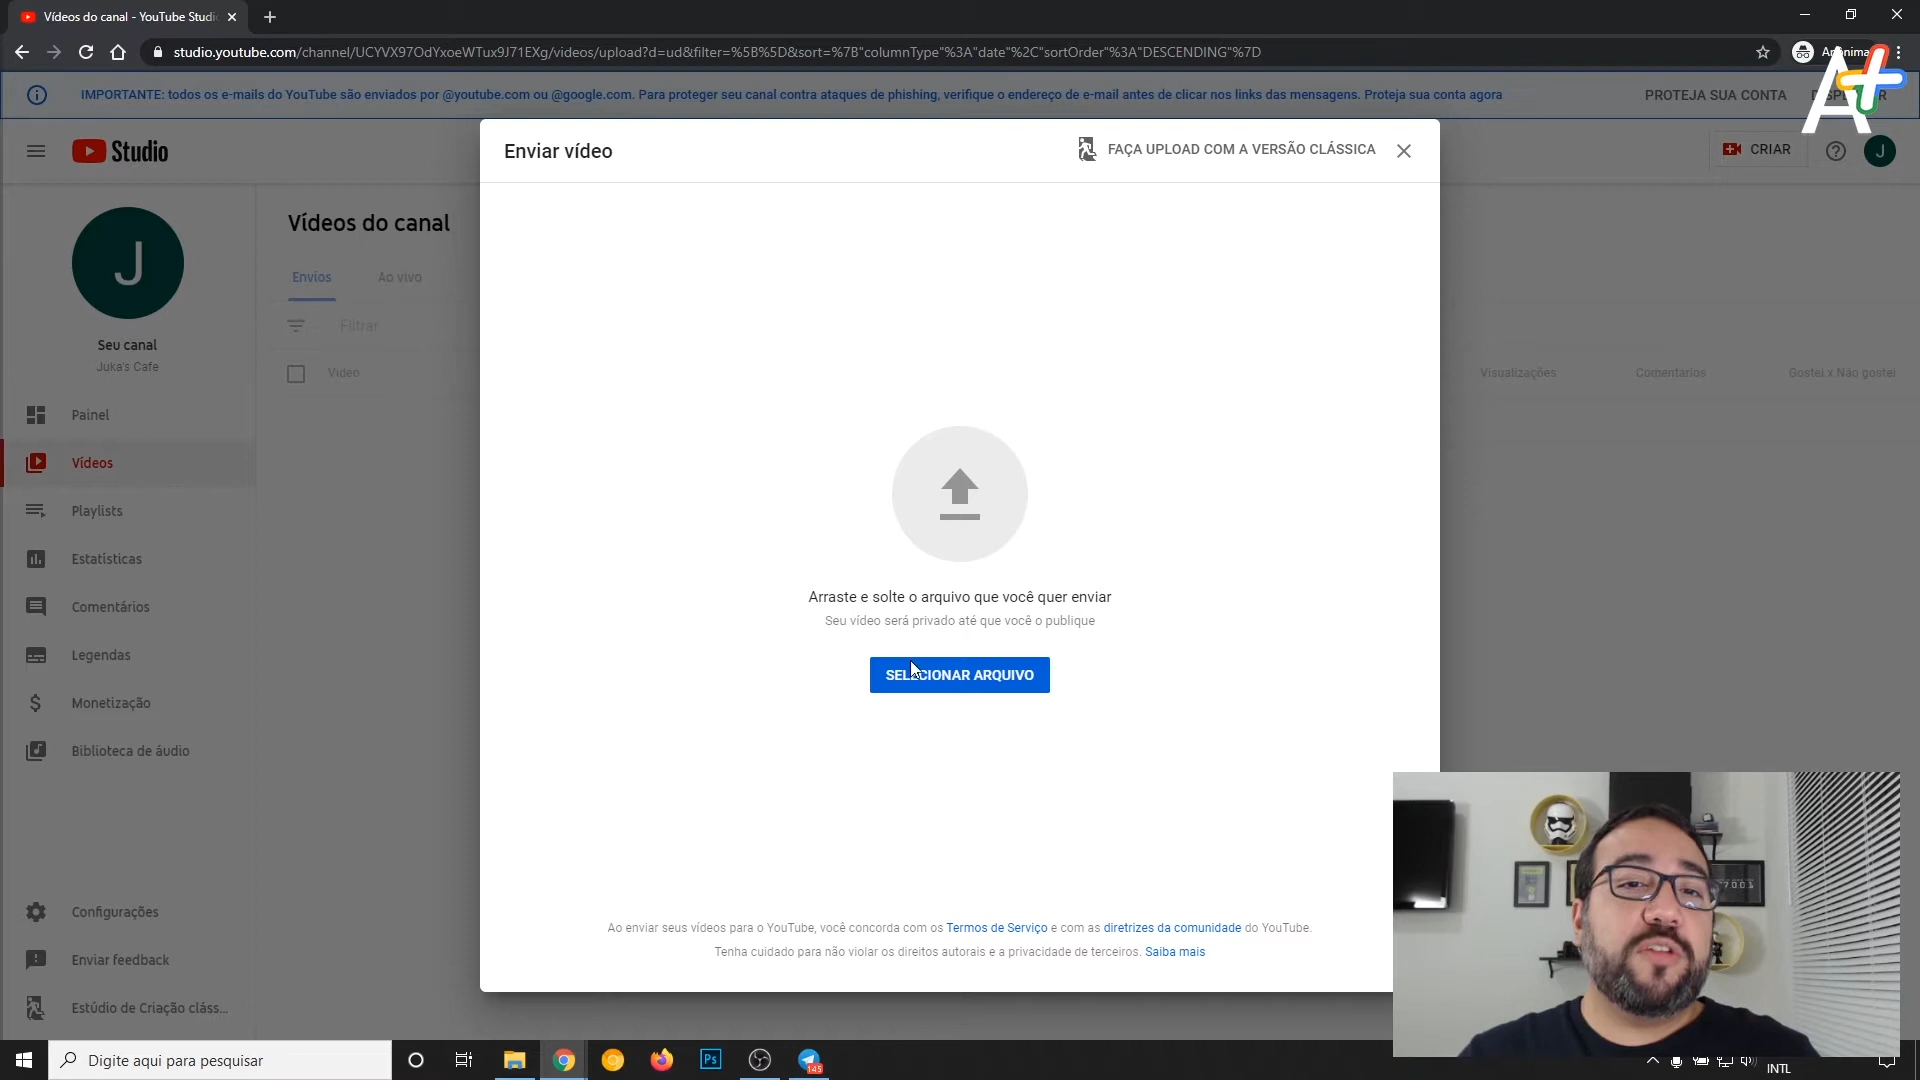 Vídeos do canal - YouTube Studi
studio.youtube.com/channel/UCYVX97OdYxoeWTux9J71EXg/videos/upload?d=ud&filter=%5B%5D&sort=%7B"columnType"%3A"date"%2C"sortOrder"%3A"DESCENDING"%7D
IMPORTANTE: todos os e-mails do YouTube são enviados por @youtube.com ou @google.com. Para proteger seu canal contra ataques de phishing, verifique o endereço de e-mail antes de clicar nos links das mensagens. Proteja sua conta agora
PROTEJA SUA CONTA
A+
Studio
Enviar vídeo
FAÇA UPLOAD COM A VERSÃO CLÁSSICA
CRIAR
J
J
Vídeos do canal
Envios
Ao vivo
Filtrar
Vídeo
Visualizações
Comentários
Gostei x Não gostei
Seu canal
Juka's Cafe
Painel
Vídeos
Playlists
Estatísticas
Comentários
Legendas
Monetização
Biblioteca de áudio
Configurações
Enviar feedback
Estúdio de Criação cláss...
Arraste e solte o arquivo que você quer enviar
Seu vídeo será privado até que você o publique
SELECIONAR ARQUIVO
Ao enviar seus vídeos para o YouTube, você concorda com os Termos de Serviço e com as diretrizes da comunidade do YouTube.
Tenha cuidado para não violar os direitos autorais e a privacidade de terceiros. Saiba mais
Digite aqui para pesquisar
Ps
145
INTL